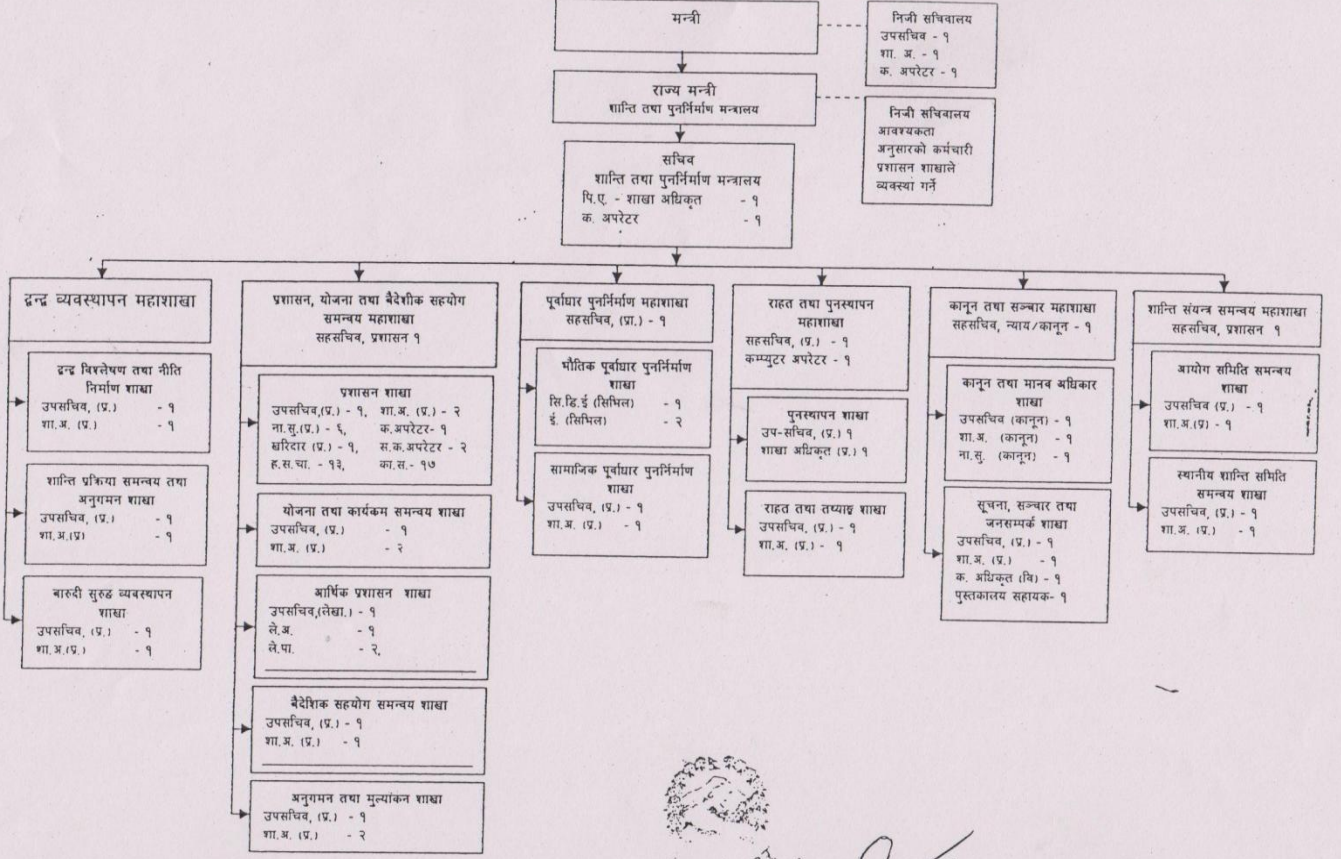 मन्त्री
निजी सचिवालय
उपसचिव - १
शा. अ. - १
क. अपरेटर - १
राज्य मन्त्री
शान्ति तथा पुनर्निर्माण मन्त्रालय
निजी सचिवालय
आवश्यकता
अनुसारको कर्मचारी
प्रशासन शाखाले
व्यवस्था गर्ने
सचिव
शान्ति तथा पुनर्निर्माण मन्त्रालय
पि.ए. - शाखा अधिकृत - १
क. अपरेटर - १
द्वन्द्व व्यवस्थापन महाशाखा
द्वन्द्व विश्लेषण तथा नीति
निर्माण शाखा
उपसचिव, (प्र.) - १
शा.अ. (प्र.) - १
शान्ति प्रक्रिया समन्वय तथा
अनुगमन शाखा
उपसचिव, (प्र.) - १
शा.अ.(प्र) - १
बारुदी सुरुङ व्यवस्थापन
शाखा
उपसचिव, (प्र.) - १
शा.अ.(प्र.) - १
प्रशासन, योजना तथा बैदेशीक सहयोग
समन्वय महाशाखा
सहसचिव, प्रशासन १
प्रशासन शाखा
उपसचिव,(प्र.) - १, शा.अ. (प्र.) - २
ना.सु.(प्र.) - ६, क.अपरेटर- १
खरिदार (प्र.) - १, स.क.अपरेटर - २
ह.स.चा. - १३, का.स.- १७
योजना तथा कार्यकम समन्वय शाखा
उपसचिव, (प्र.) - १
शा.अ. (प्र.) - २
आर्थिक प्रशासन शाखा
उपसचिव,(लेखा.) - १
ले.अ. - १
ले.पा. - २,
बैदेशिक सहयोग समन्वय शाखा
उपसचिव, (प्र.) - १
शा.अ. (प्र.) - १
अनुगमन तथा मुल्यांकन शाखा
उपसचिव, (प्र.) - १
शा.अ. (प्र.) - २
पूर्वाधार पुनर्निर्माण महाशाखा
सहसचिव, (प्रा.) - १
भौतिक पूर्वाधार पुनर्निर्माण
शाखा
सि.डि.ई (सिभिल) - १
ई. (सिभिल) - २
सामाजिक पूर्वाधार पुनर्निर्माण
शाखा
उपसचिव, (प्र.) - १
शा.अ. (प्र.) - १
राहत तथा पुनस्थापन
महाशाखा
सहसचिव, (प्र.) - १
कम्प्युटर अपरेटर - १
पुनस्थापन शाखा
उप-सचिव, (प्र.) १
शाखा अधिकृत (प्र.) १
राहत तथा तथ्याङ्क शाखा
उपसचिव, (प्र.) - १
शा.अ. (प्र.) - १
कानून तथा सञ्चार महाशाखा
सहसचिव, न्याय/कानून - १
कानून तथा मानव अधिकार
शाखा
उपसचिव (कानून) - १
शा.अ. (कानून) - १
ना.सु. (कानून) - १
सूचना, सञ्चार तथा
जनसम्पर्क शाखा
उपसचिव, (प्र.) - १
शा.अ. (प्र.) - १
क. अधिकृत (वि) - १
पुस्तकालय सहायक- १
शान्ति संयन्त्र समन्वय महाशाखा
सहसचिव, प्रशासन १
आयोग समिति समन्वय
शाखा
उपसचिव (प्र.) - १
शा.अ.(प्र) - १
स्थानीय शान्ति समिति
समन्वय शाखा
उपसचिव, (प्र.) - १
शा.अ. (प्र.) - १